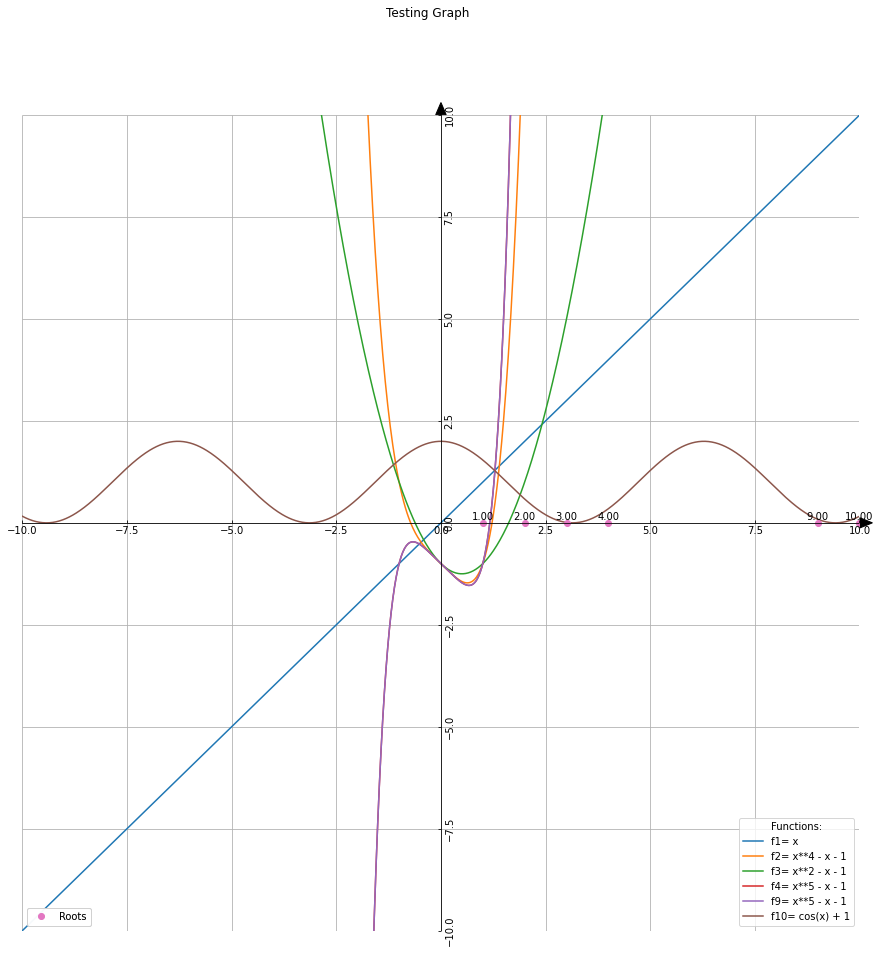 Testing Graph
10.0
7.5
5.0
2.5
1.00 2.00 3.00 4.00 9.00 10.00
0.0
−10.0 −7.5 −5.0 −2.5 0.0 2.5 5.0 7.5 10.0
−2.5
−5.0
−7.5
−10.0
Functions:
f1= x
f2= x**4 - x - 1
f3= x**2 - x - 1
f4= x**5 - x - 1
f9= x**5 - x - 1
f10= cos(x) + 1
Roots